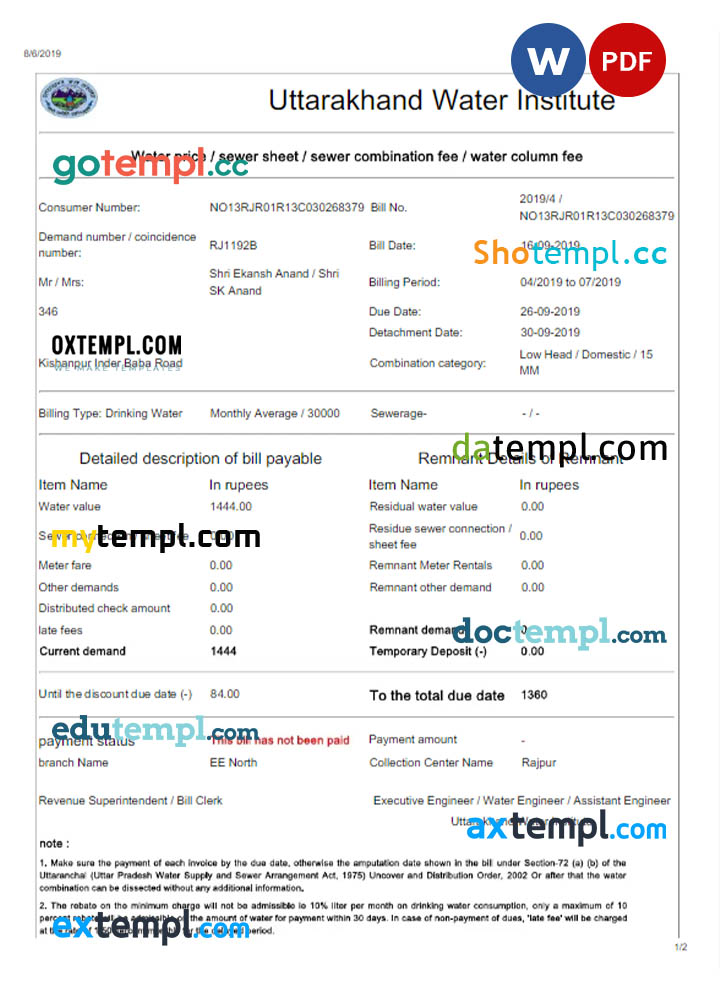 8/6/2019
W
PDF
Uttarakhand Water Institute
Water price / sewer sheet / sewer combination fee / water column fee
gotempl.cc
Consumer Number: NO13RJR01R13C030268379 Bill No. 2019/4 / NO13RJR01R13C030268379
Demand number / coincidence number: RJ1192B Bill Date: 16-09-2019
Shotempl.cc
Mr / Mrs: Shri Ekansh Anand / Shri SK Anand Billing Period: 04/2019 to 07/2019
346 Due Date: 26-09-2019
Detachment Date: 30-09-2019
OXTEMPL.COM
WE MAKE TEMPLATES
Kishanpur Inder Baba Road Combination category: Low Head / Domestic / 15 MM
Billing Type: Drinking Water Monthly Average / 30000 Sewerage- - / -
datempl.com
Detailed description of bill payable Remnant Details of Remnant
Item Name In rupees Item Name In rupees
Water value 1444.00 Residual water value 0.00
mytempl.com
0.00 Residue sewer connection / sheet fee 0.00
Meter fare 0.00 Remnant Meter Rentals 0.00
Other demands 0.00 Remnant other demand 0.00
Distributed check amount 0.00
late fees 0.00 Remnant demand
doctempl.com
Current demand 1444 Temporary Deposit (-) 0.00
Until the discount due date (-) 84.00 To the total due date 1360
edutempl.com
payment status This bill has not been paid Payment amount -
branch Name EE North Collection Center Name Rajpur
Revenue Superintendent / Bill Clerk Executive Engineer / Water Engineer / Assistant Engineer
Uttarakhand Water Institute
axtempl.com
note :
1. Make sure the payment of each invoice by the due date, otherwise the amputation date shown in the bill under Section-72 (a) (b) of the
Uttaranchal (Uttar Pradesh Water Supply and Sewer Arrangement Act, 1975) Uncover and Distribution Order, 2002 Or after that the water
combination can be dissected without any additional information.
2. The rebate on the minimum charge will not be admissible to 10% liter per month on drinking water consumption, only a maximum of 10
percent rebate will be admissible on the amount of water for payment within 30 days. In case of non-payment of dues, 'late fee' will be charged
at the rate of for the delayed period.
extempl.com
1/2